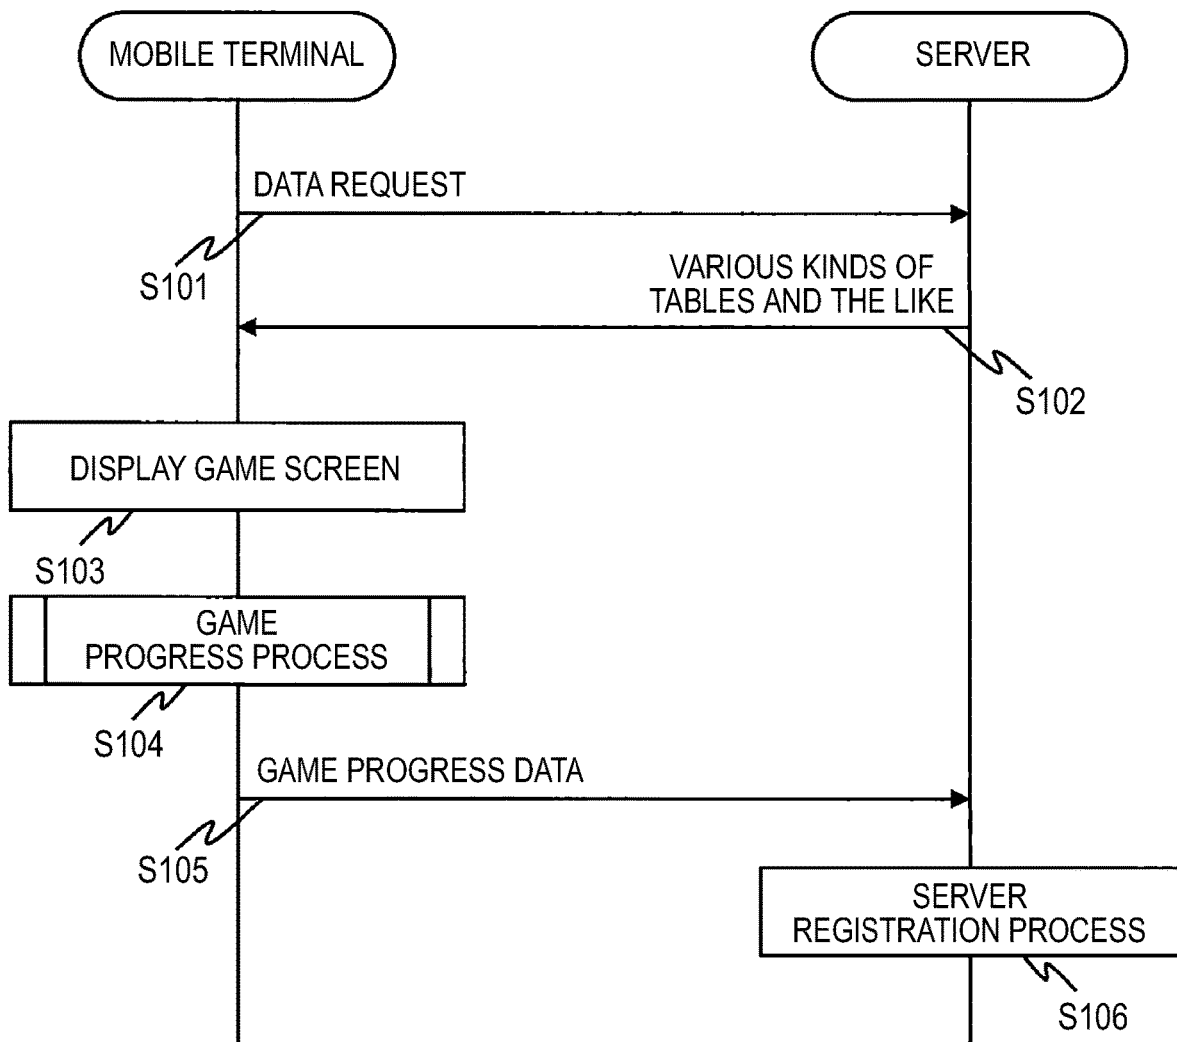 MOBILE TERMINAL
SERVER
DATA REQUEST
S101
VARIOUS KINDS OF
TABLES AND THE LIKE
S102
DISPLAY GAME SCREEN
S103
GAME
PROGRESS PROCESS
S104
GAME PROGRESS DATA
S105
SERVER
REGISTRATION PROCESS
S106